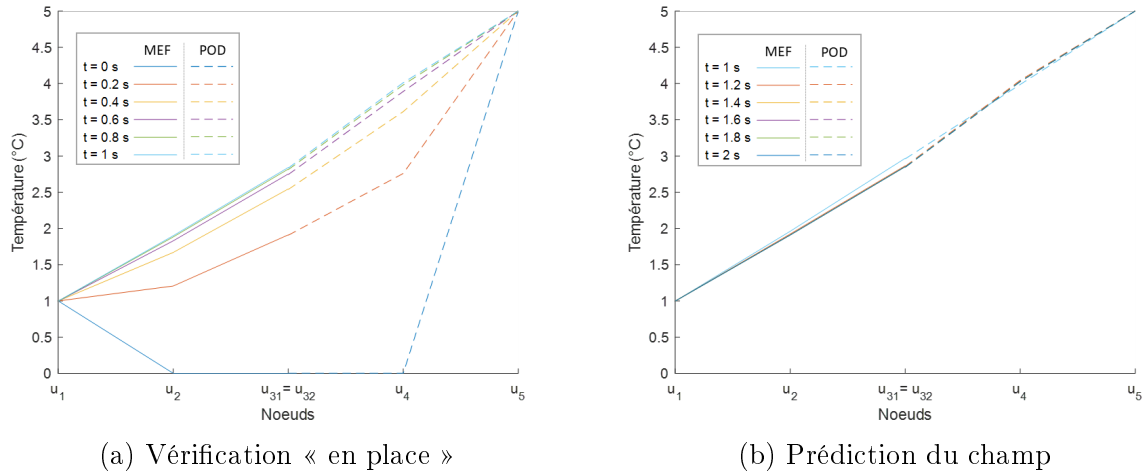 5
4.5
4
3.5
3
2.5
2
1.5
1
0.5
0
Température (°C)
MEF POD
t = 0 s
t = 0.2 s
t = 0.4 s
t = 0.6 s
t = 0.8 s
t = 1 s
u1 u2 u31= u32 u4 u5
Noeuds
(a) Vérification « en place »
5
4.5
4
3.5
3
2.5
2
1.5
1
0.5
0
Température (°C)
MEF POD
t = 1 s
t = 1.2 s
t = 1.4 s
t = 1.6 s
t = 1.8 s
t = 2 s
u1 u2 u31= u32 u4 u5
Noeuds
(b) Prédiction du champ